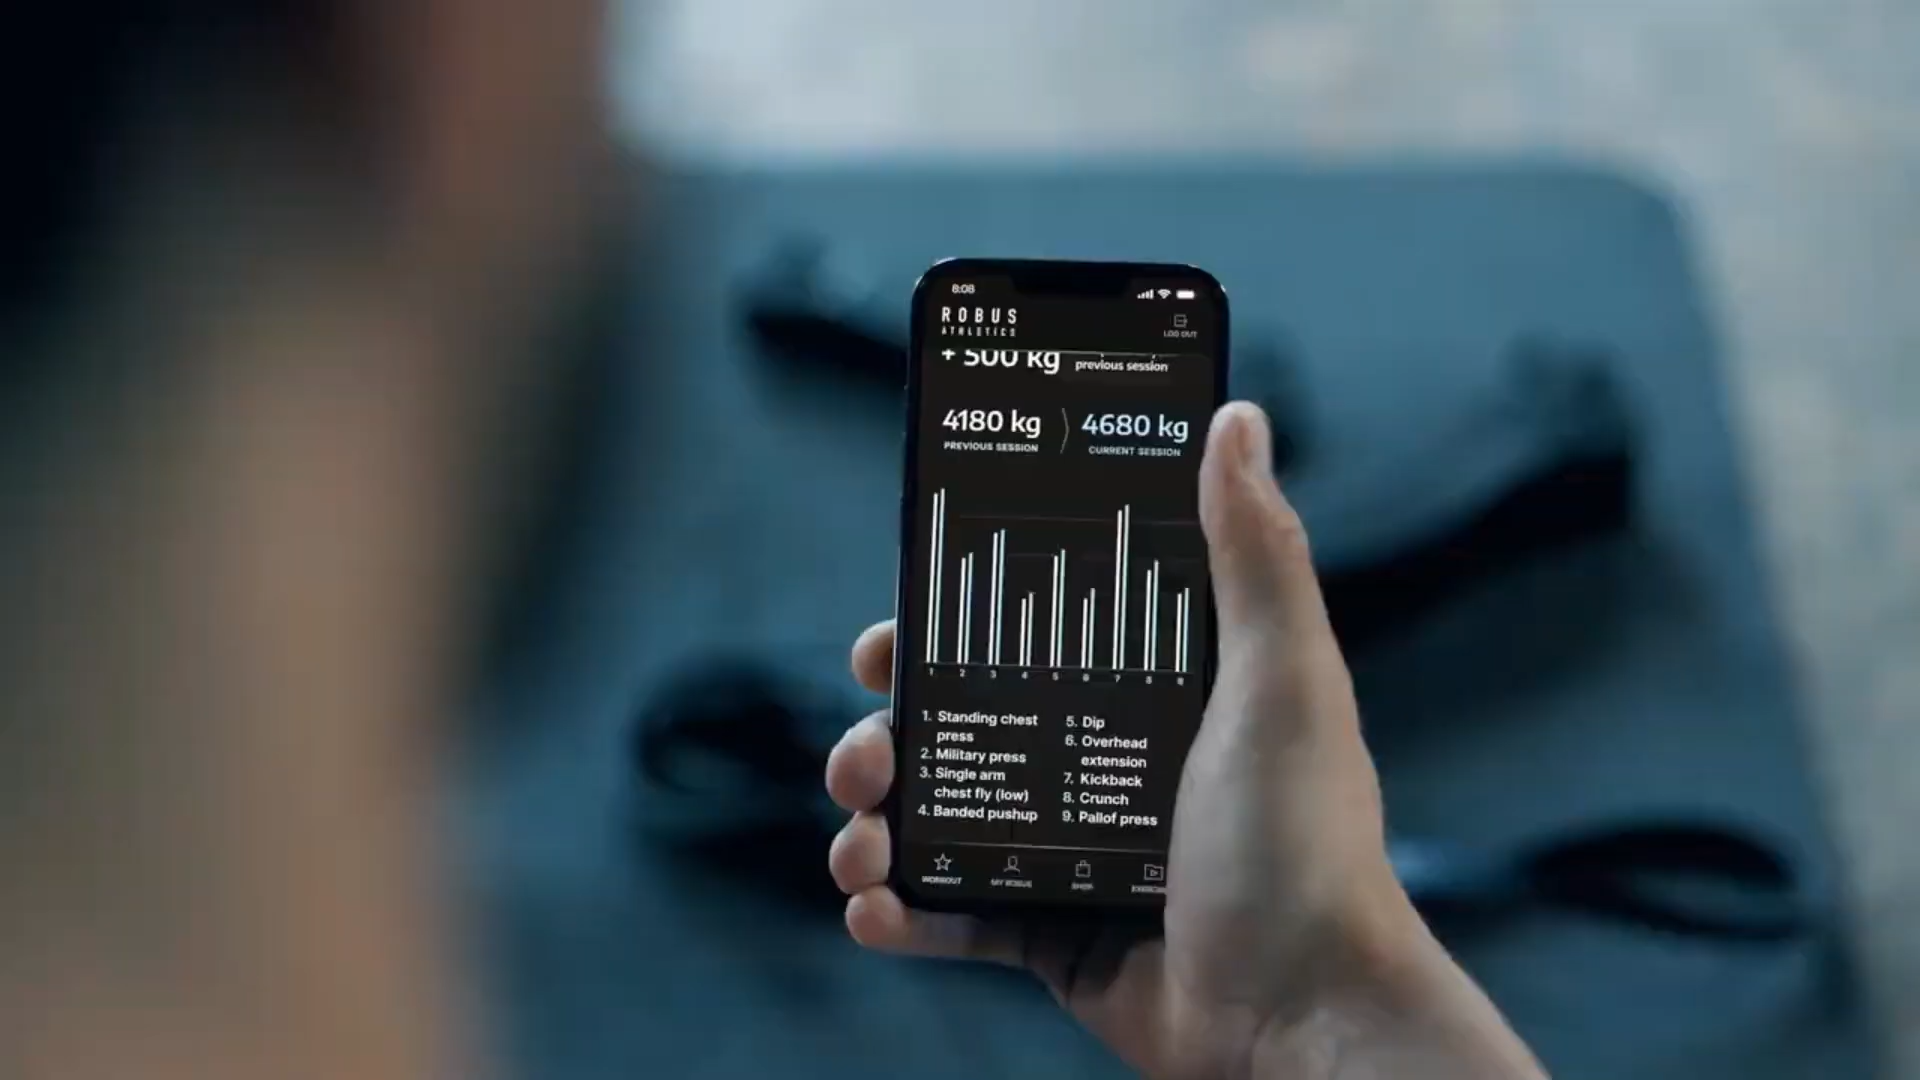 8:08
ROBUS
ATHLETICS
LOG OUT
+ 500 kg
previous session
4180 kg
PREVIOUS SESSION
4680 kg
CURRENT SESSION
1 2 3 4 5 6 7 8 9
1. Standing chest
press
2. Military press
3. Single arm
chest fly (low)
4. Banded pushup
5. Dip
6. Overhead
extension
7. Kickback
8. Crunch
9. Pallof press
WORKOUT
MY ROBUS
SHOP